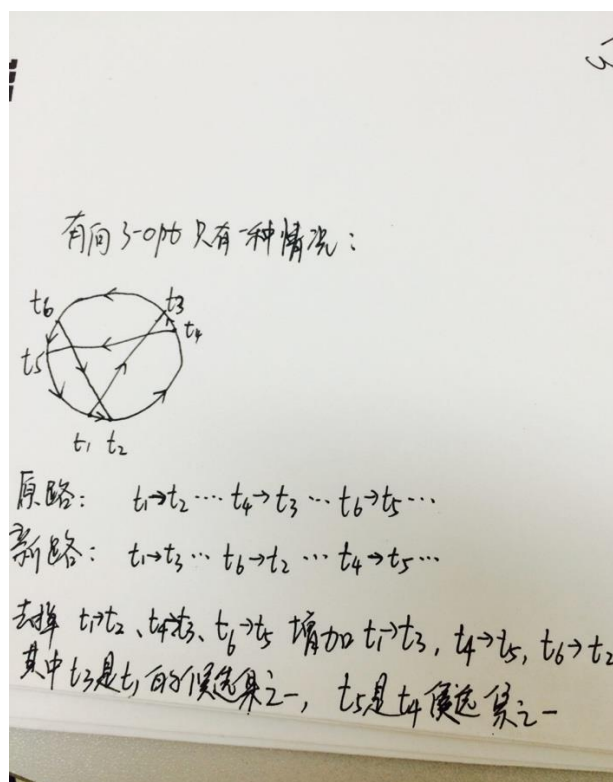 有向3-opt只有一种情况：
t6
t3
t4
t5
t1 t2
原路： t1→t2 ⋯ t4→t3 ⋯ t6→t5 ⋯
新路： t1→t3 ⋯ t6→t2 ⋯ t4→t5 ⋯
去掉 t1→t2、t4→t3、t6→t5 增加 t1→t3, t4→t5, t6→t2
其中t3是t1的候选集之一, t5是t4候选集之一